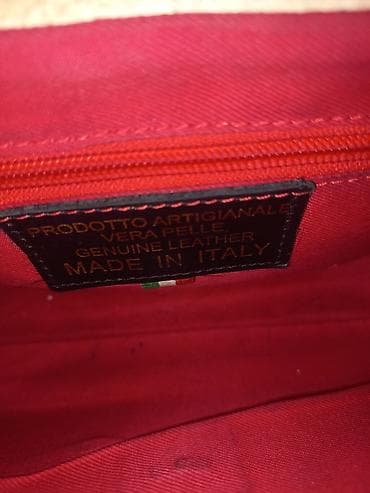 PRODOTTO ARTIGIANALE
VERA PELLE
GENUINE LEATHER
MADE IN ITALY